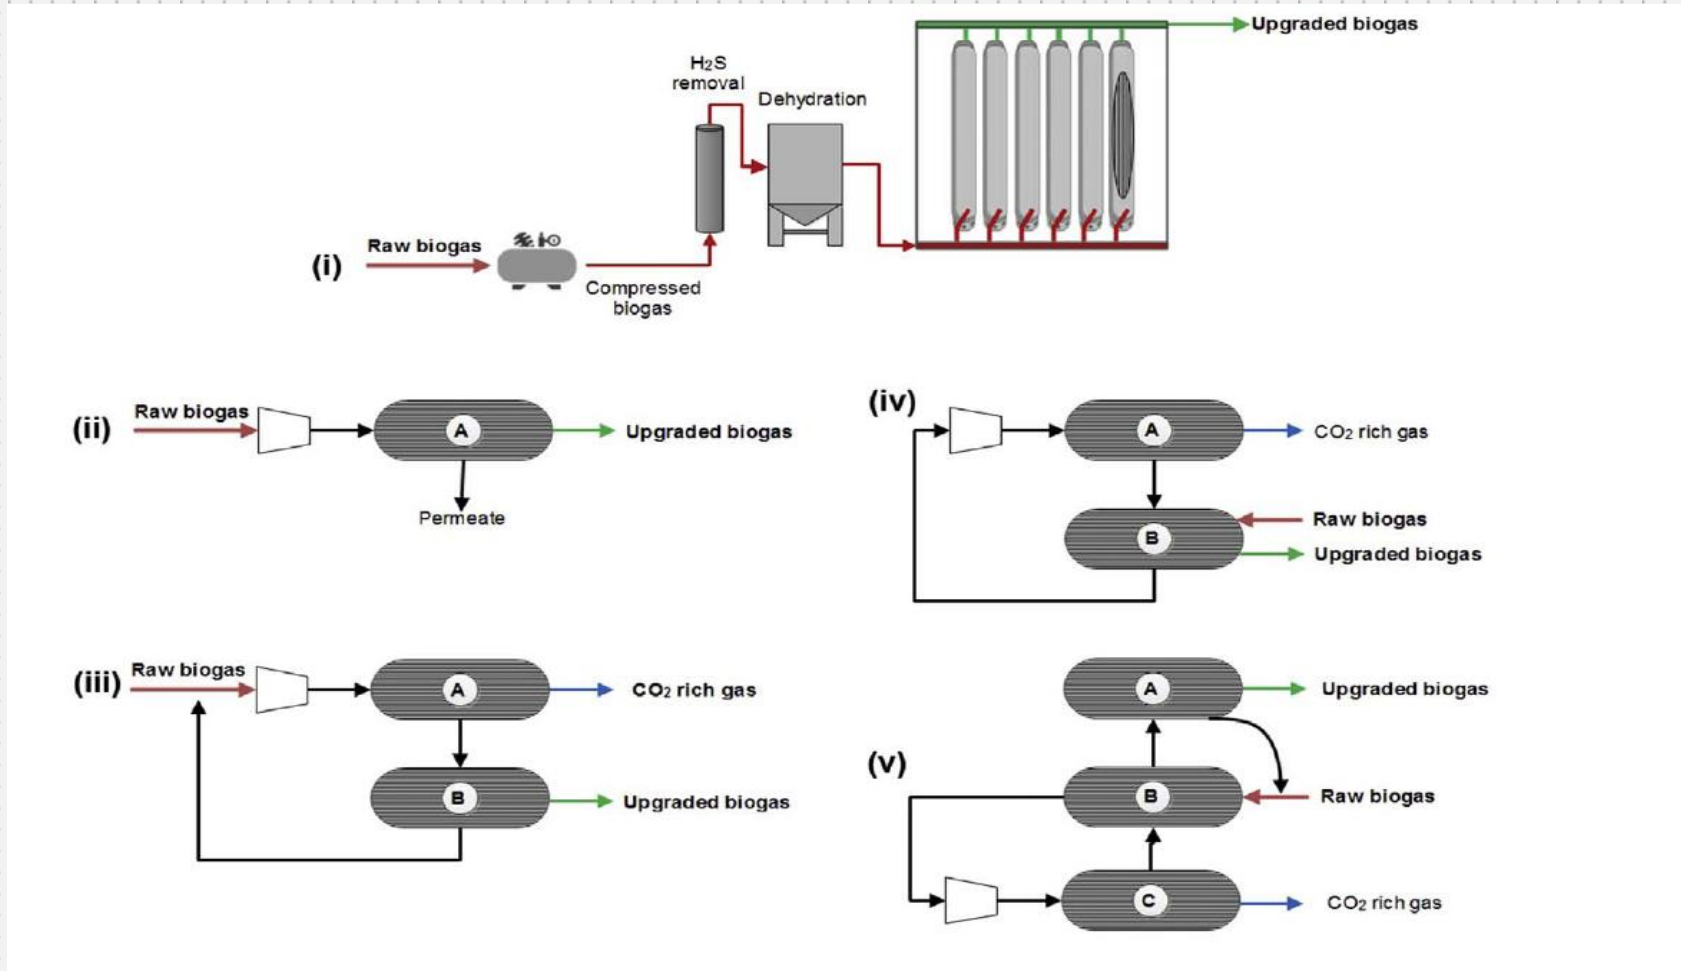 Upgraded biogas
H2S
removal
Dehydration
Raw biogas
(i)
Compressed
biogas
(ii)
Raw biogas
A
Upgraded biogas
Permeate
(iv)
A
CO2 rich gas
B
Raw biogas
Upgraded biogas
(iii)
Raw biogas
A
CO2 rich gas
B
Upgraded biogas
(v)
A
Upgraded biogas
B
Raw biogas
C
CO2 rich gas